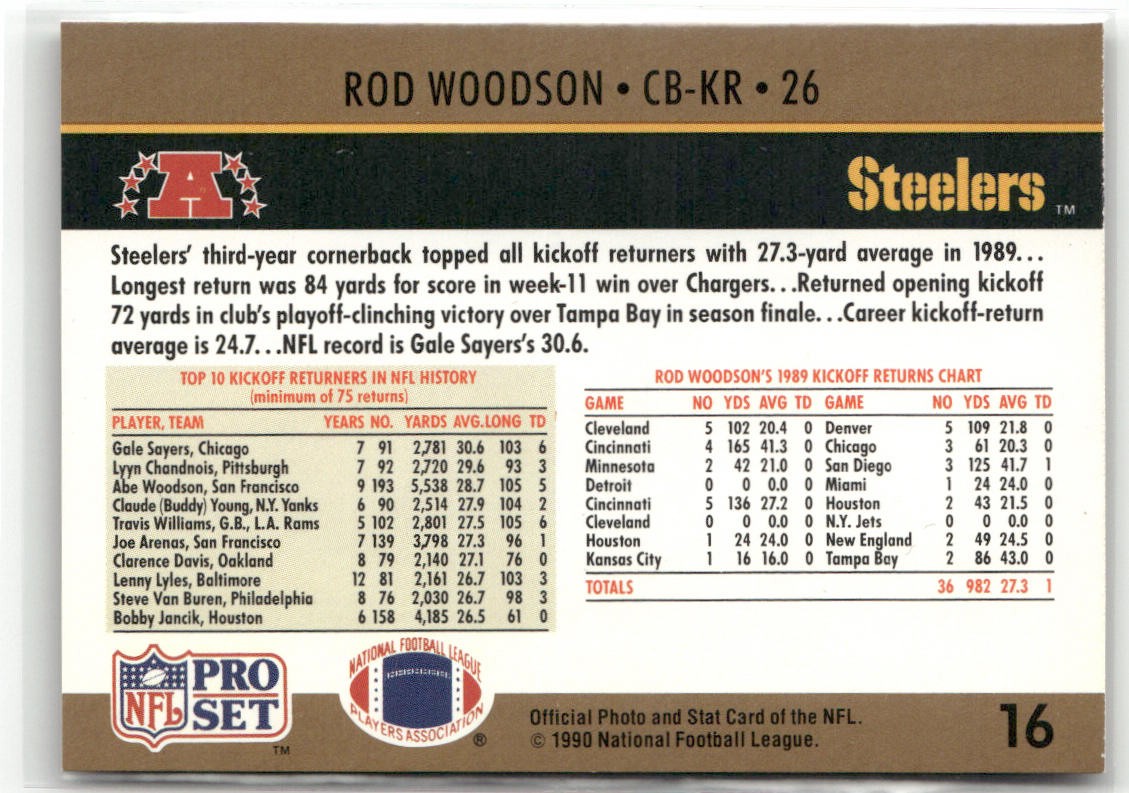 ROD WOODSON • CB-KR • 26
A
Steelers ™
Steelers' third-year cornerback topped all kickoff returners with 27.3-yard average in 1989...
Longest return was 84 yards for score in week-11 win over Chargers...Returned opening kickoff
72 yards in club's playoff-clinching victory over Tampa Bay in season finale...Career kickoff-return
average is 24.7...NFL record is Gale Sayers's 30.6.
TOP 10 KICKOFF RETURNERS IN NFL HISTORY
(minimum of 75 returns)
PLAYER, TEAM YEARS NO. YARDS AVG. LONG TD
Gale Sayers, Chicago 7 91 2,781 30.6 103 6
Lyyn Chandnois, Pittsburgh 7 92 2,720 29.6 93 3
Abe Woodson, San Francisco 9 193 5,538 28.7 105 5
Claude (Buddy) Young, N.Y. Yanks 6 90 2,514 27.9 104 2
Travis Williams, G.B., L.A. Rams 5 102 2,801 27.5 105 6
Joe Arenas, San Francisco 7 139 3,798 27.3 96 1
Clarence Davis, Oakland 8 79 2,140 27.1 76 0
Lenny Lyles, Baltimore 12 81 2,161 26.7 103 3
Steve Van Buren, Philadelphia 8 76 2,030 26.7 98 3
Bobby Jancik, Houston 6 158 4,185 26.5 61 0
ROD WOODSON'S 1989 KICKOFF RETURNS CHART
GAME NO YDS AVG TD GAME NO YDS AVG TD
Cleveland 5 102 20.4 0 Denver 5 109 21.8 0
Cincinnati 4 165 41.3 0 Chicago 3 61 20.3 0
Minnesota 2 42 21.0 0 San Diego 3 125 41.7 1
Detroit 0 0 0.0 0 Miami 1 24 24.0 0
Cincinnati 5 136 27.2 0 Houston 2 43 21.5 0
Cleveland 0 0 0.0 0 N.Y. Jets 0 0 0.0 0
Houston 1 24 24.0 0 New England 2 49 24.5 0
Kansas City 1 16 16.0 0 Tampa Bay 2 86 43.0 0
TOTALS 36 982 27.3 1
NFL PRO SET ™
NATIONAL FOOTBALL LEAGUE
PLAYERS ASSOCIATION ®
Official Photo and Stat Card of the NFL.
© 1990 National Football League.
16